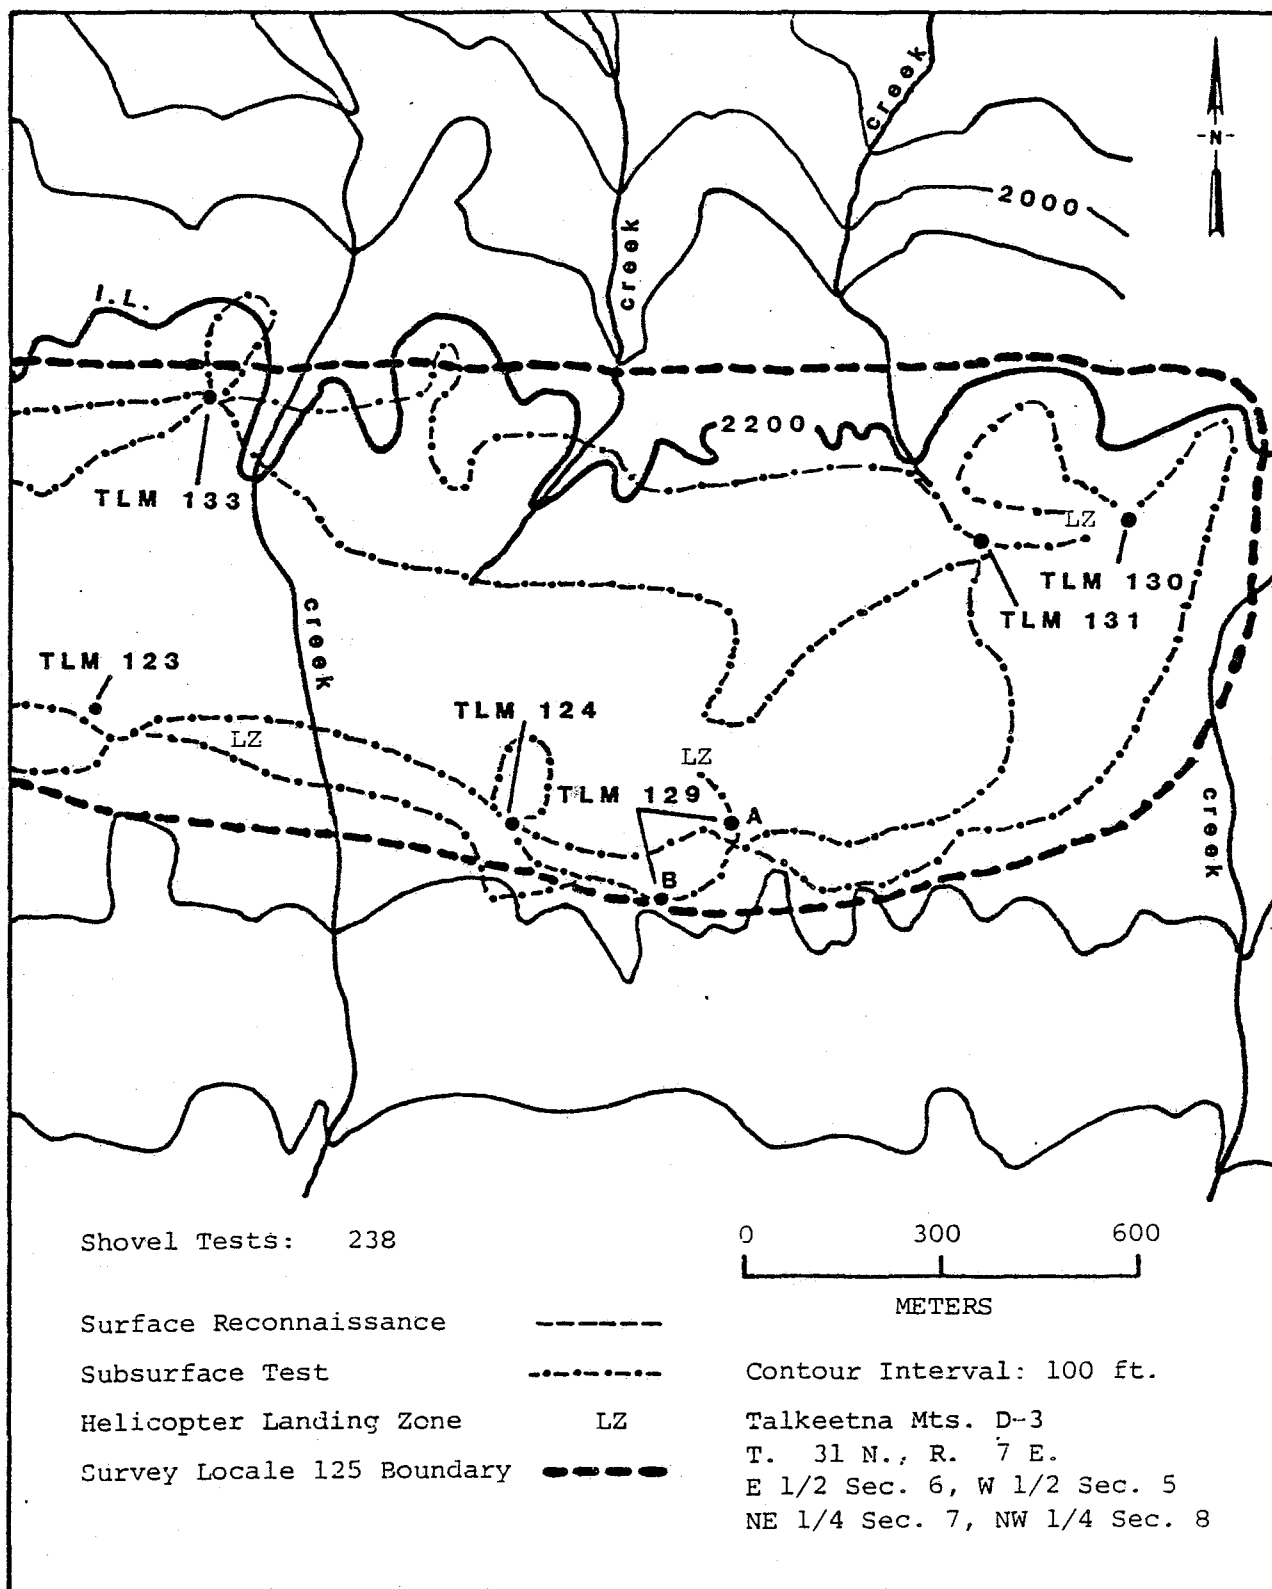 creek
-N-
2000
creek
I.L.
2200
TLM 133
LZ
TLM 130
TLM 131
creek
TLM 123
TLM 124
LZ
LZ
TLM 129
A
B
creek
Shovel Tests: 238
0 300 600
METERS
Surface Reconnaissance
Subsurface Test
Contour Interval: 100 ft.
Helicopter Landing Zone LZ
Talkeetna Mts. D-3
T. 31 N., R. 7 E.
Survey Locale 125 Boundary
E 1/2 Sec. 6, W 1/2 Sec. 5
NE 1/4 Sec. 7, NW 1/4 Sec. 8